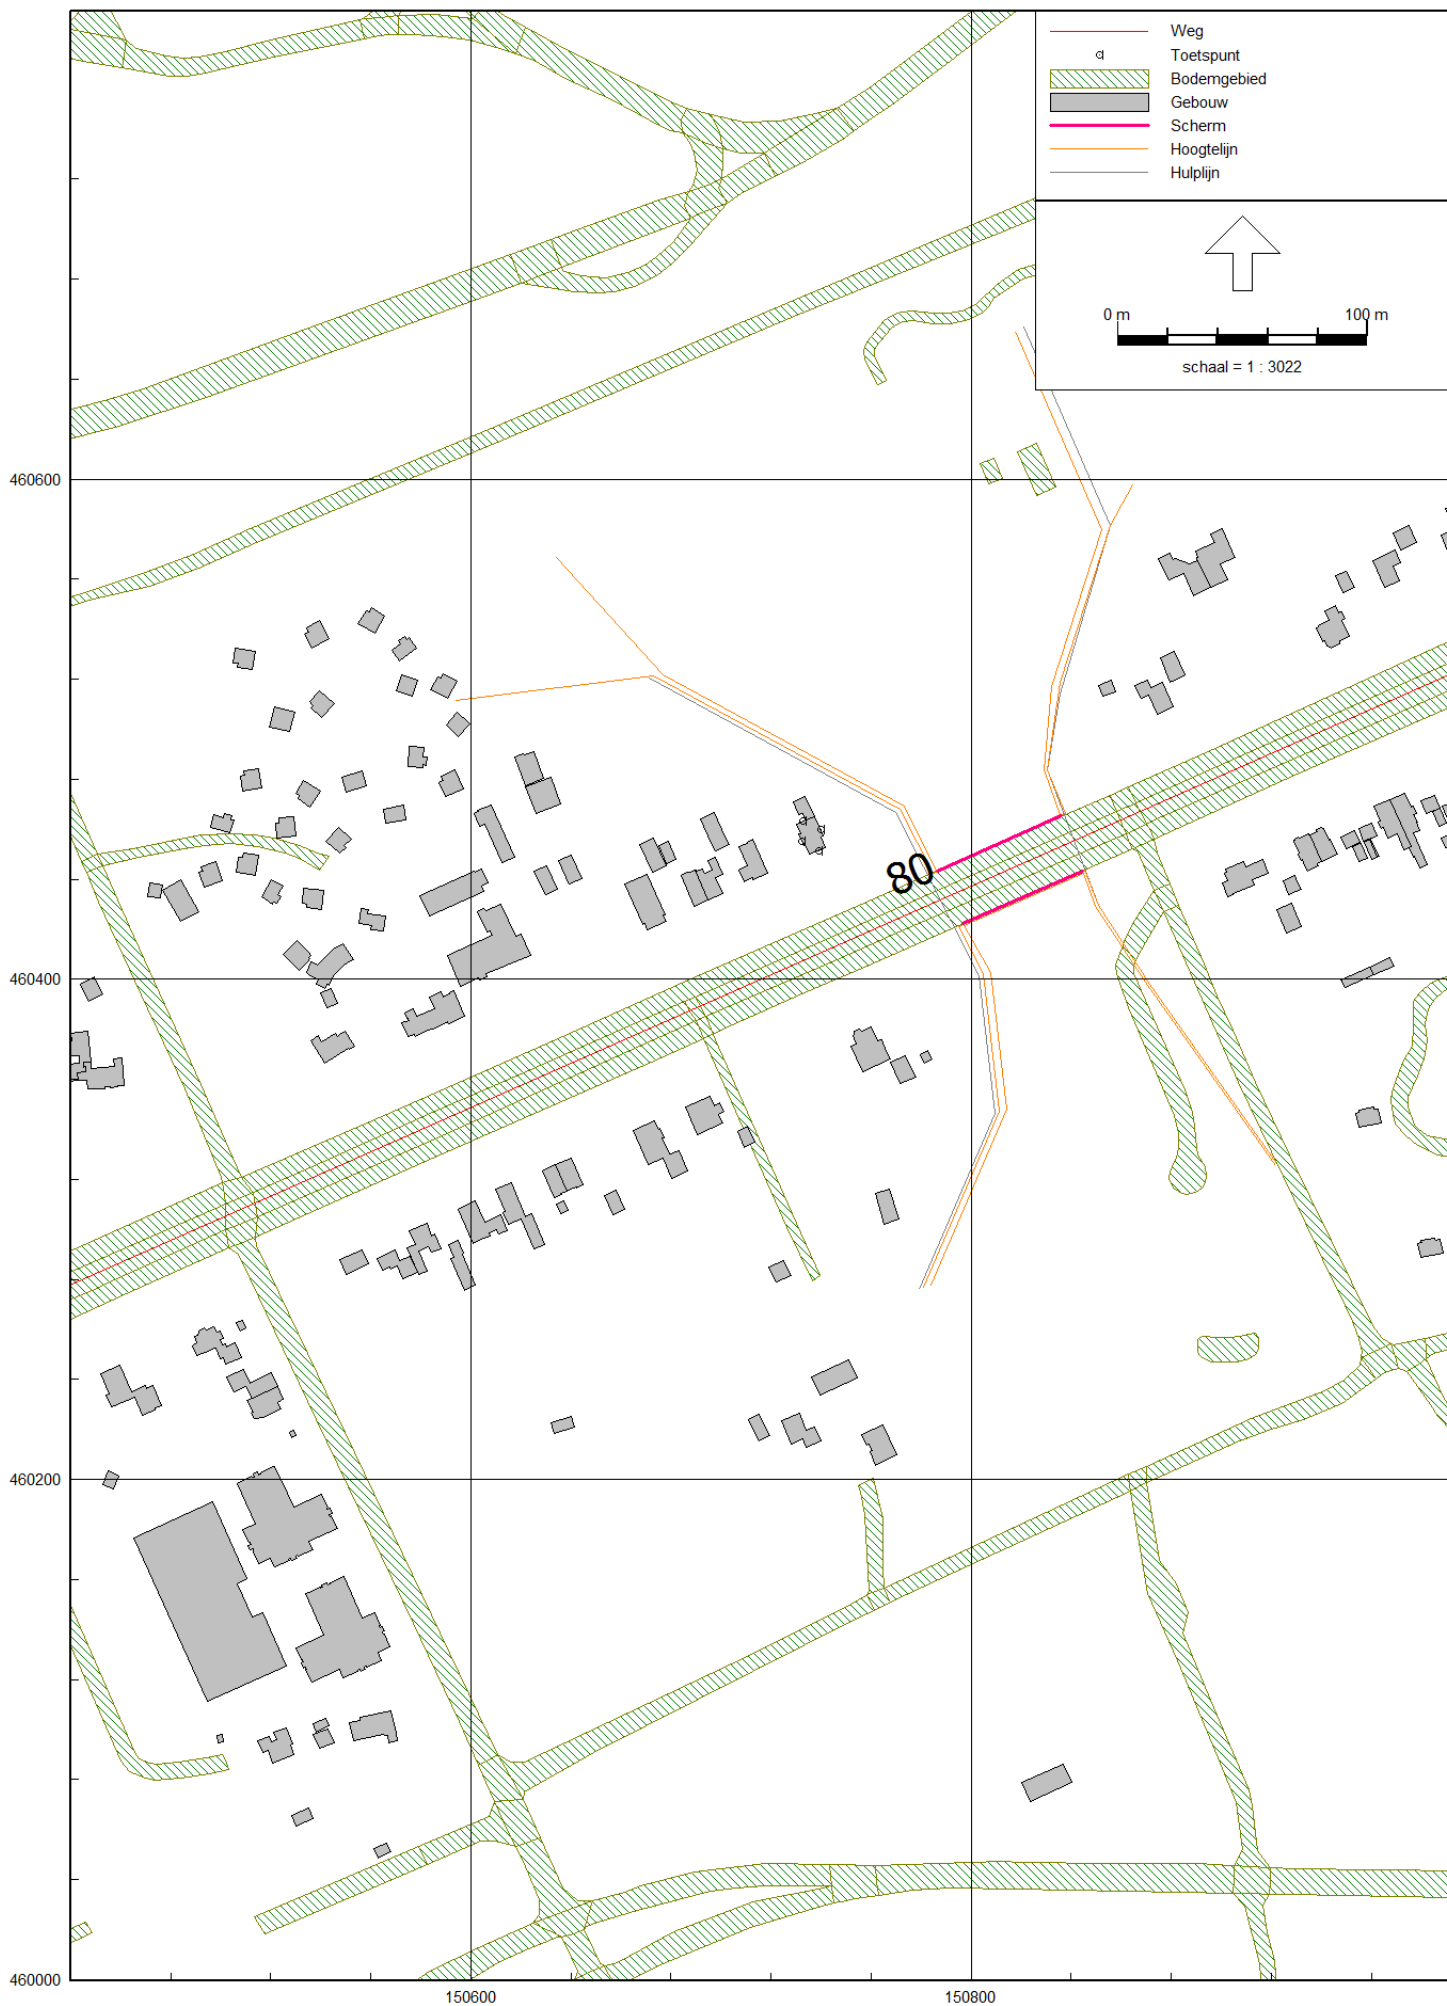 Weg
Toetspunt
Bodemgebied
Gebouw
Scherm
Hoogtelijn
Hulplijn
0 m 100 m
schaal = 1 : 3022
460600
80
460400
460200
460000
150600 150800